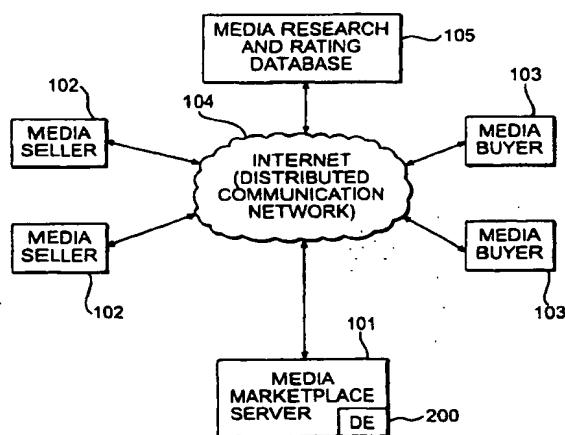 MEDIA RESEARCH
AND RATING
DATABASE
105
102
104
103
MEDIA
SELLER
INTERNET
(DISTRIBUTED
COMMUNICATION
NETWORK)
MEDIA
BUYER
MEDIA
SELLER
MEDIA
BUYER
102
103
101
MEDIA
MARKETPLACE
SERVER
DE
200